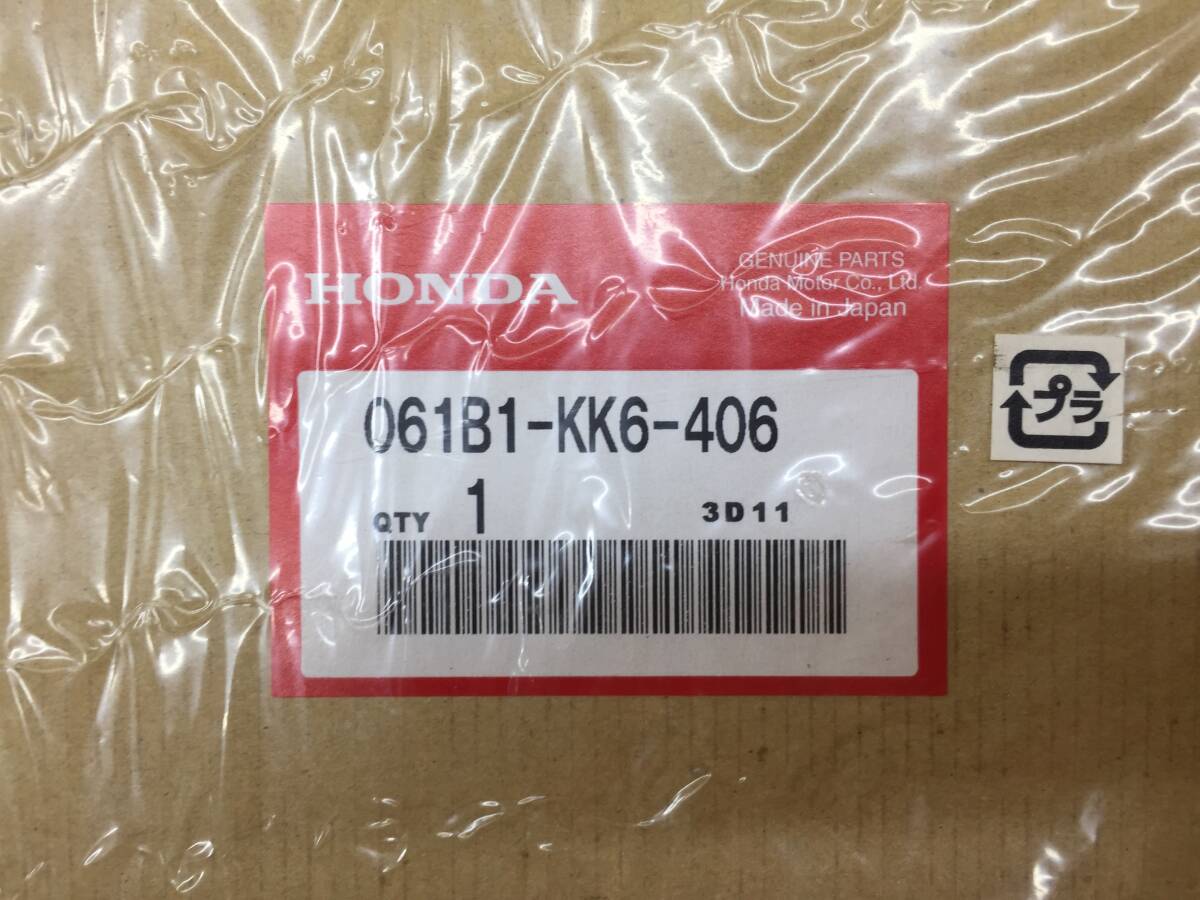 HONDA
GENUINE PARTS
Honda Motor Co., Ltd.
Made in Japan
061B1-KK6-406
QTY 1 3D11
プラ